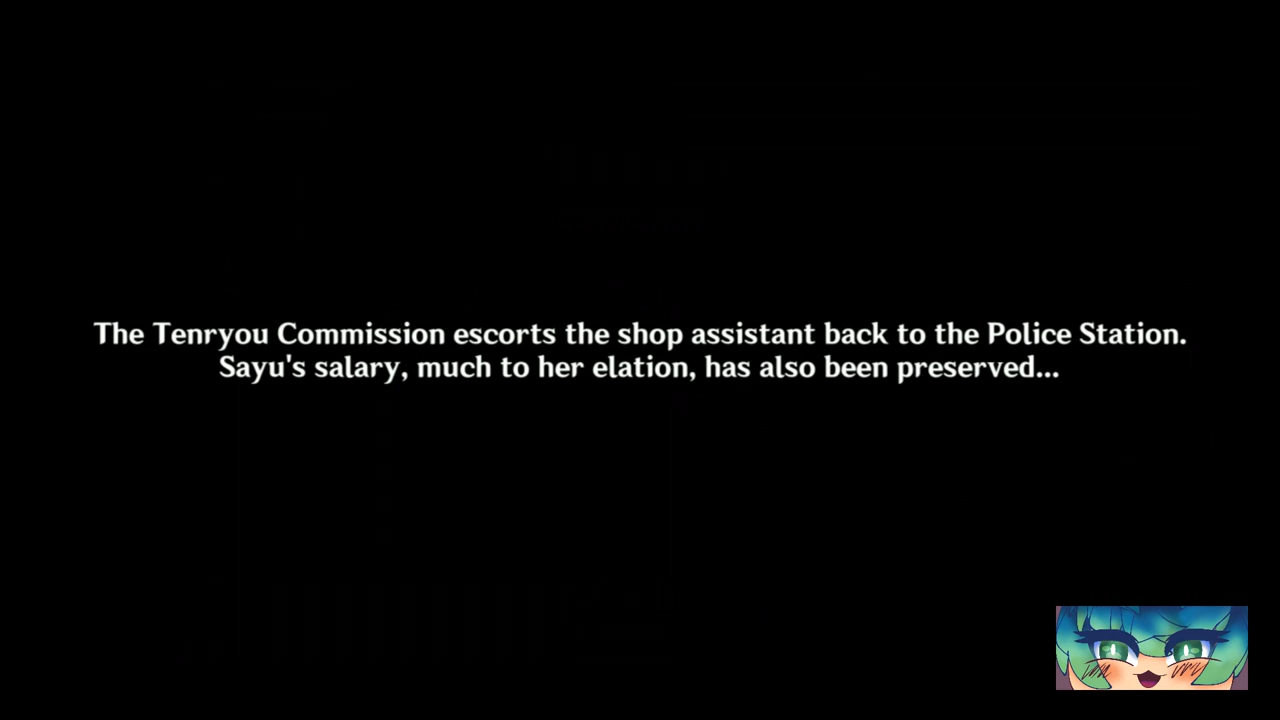 The Tenryou Commission escorts the shop assistant back to the Police Station.
Sayu's salary, much to her elation, has also been preserved...